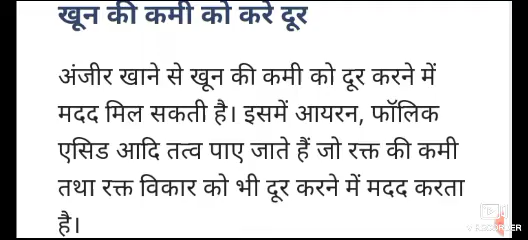 खून की कमी को करे दूर
अंजीर खाने से खून की कमी को दूर करने में
मदद मिल सकती है। इसमें आयरन, फॉलिक
एसिड आदि तत्व पाए जाते हैं जो रक्त की कमी
तथा रक्त विकार को भी दूर करने में मदद करता
है।